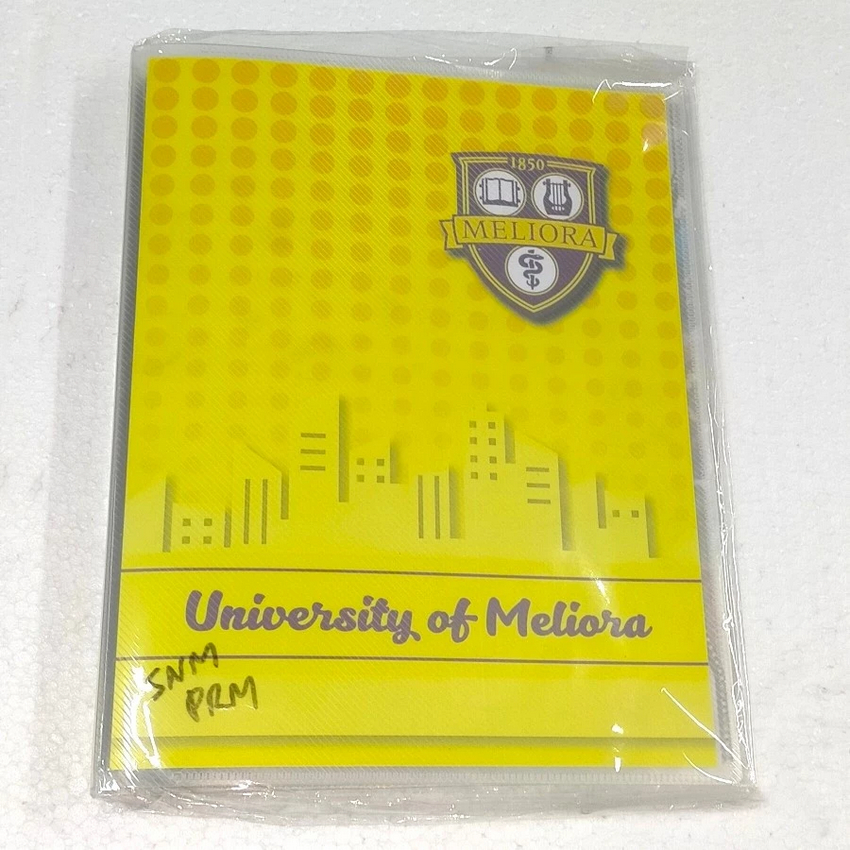 1850
MELIORA
University of Meliora
SNM
PRM